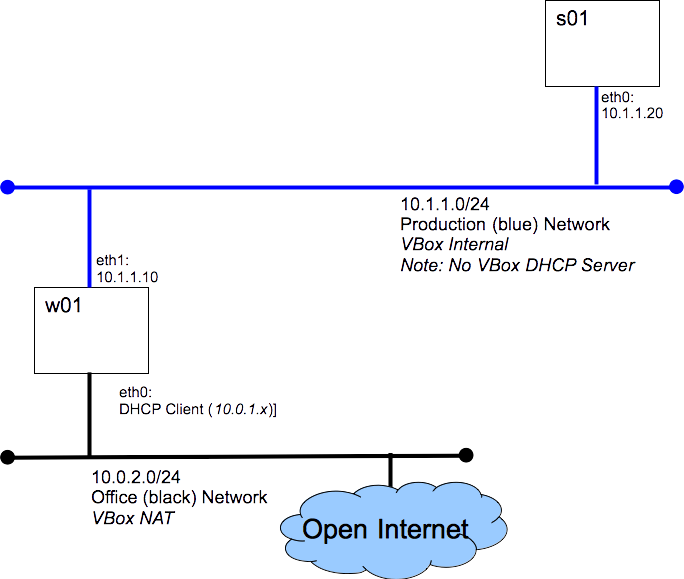 s01
eth0:
10.1.1.20
10.1.1.0/24
Production (blue) Network
VBox Internal
Note: No VBox DHCP Server
eth1:
10.1.1.10
w01
eth0:
DHCP Client (10.0.1.x)]
10.0.2.0/24
Office (black) Network
VBox NAT
Open Internet